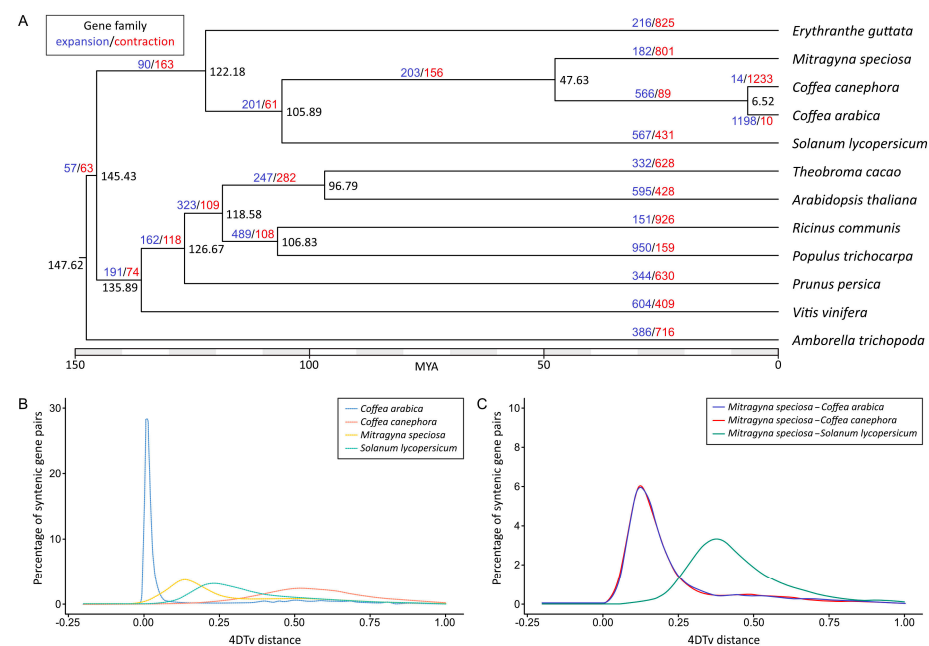 A
Gene family
expansion/contraction
216/825
Erythranthe guttata
90/163
122.18
182/801
Mitragyna speciosa
203/156
47.63
14/1233
Coffea canephora
566/89
6.52
201/61
105.89
1198/10
Coffea arabica
567/431
Solanum lycopersicum
57/63
145.43
332/628
Theobroma cacao
247/282
96.79
595/428
Arabidopsis thaliana
323/109
118.58
151/926
Ricinus communis
489/108
106.83
162/118
126.67
950/159
Populus trichocarpa
147.62
191/74
135.89
344/630
Prunus persica
604/409
Vitis vinifera
386/716
Amborella trichopoda
150
100
50
0
MYA
B
Percentage of syntenic gene pairs
30
20
10
0
Coffea arabica
Coffea canephora
Mitragyna speciosa
Solanum lycopersicum
-0.25
0.00
0.25
0.50
0.75
1.00
4DTv distance
C
Percentage of syntenic gene pairs
10
8
6
4
2
0
Mitragyna speciosa – Coffea arabica
Mitragyna speciosa – Coffea canephora
Mitragyna speciosa – Solanum lycopersicum
-0.25
0.00
0.25
0.50
0.75
1.00
4DTv distance